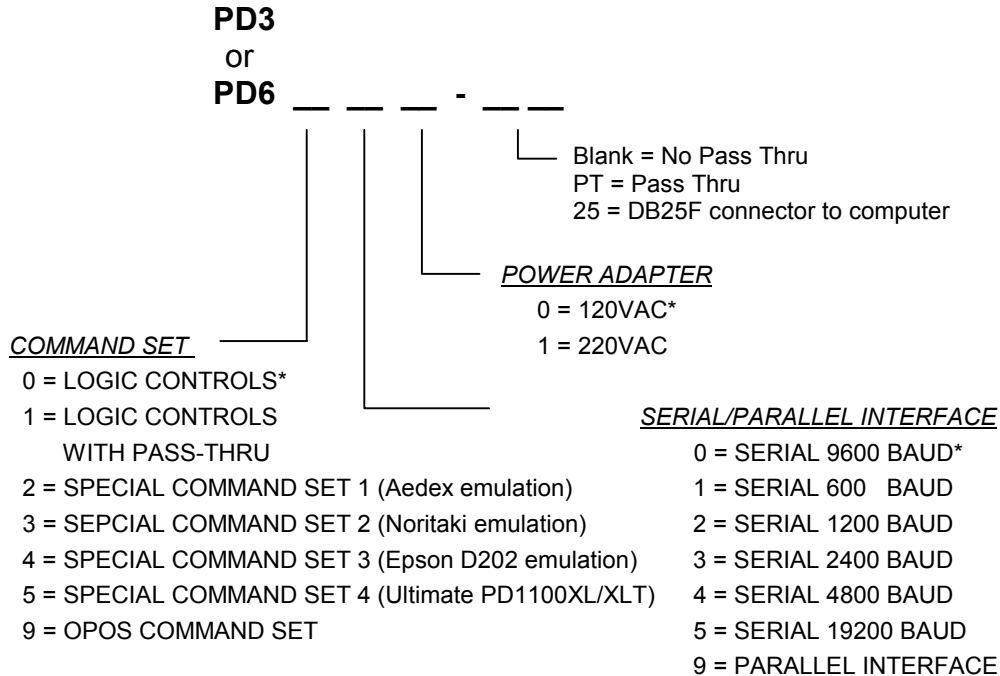 PD3
or
PD6 __ __ __ - __ __
Blank = No Pass Thru
PT = Pass Thru
25 = DB25F connector to computer
POWER ADAPTER
0 = 120VAC*
1 = 220VAC
COMMAND SET
0 = LOGIC CONTROLS*
1 = LOGIC CONTROLS
WITH PASS-THRU
2 = SPECIAL COMMAND SET 1 (Aedex emulation)
3 = SEPCIAL COMMAND SET 2 (Noritaki emulation)
4 = SPECIAL COMMAND SET 3 (Epson D202 emulation)
5 = SPECIAL COMMAND SET 4 (Ultimate PD1100XL/XLT)
9 = OPOS COMMAND SET
SERIAL/PARALLEL INTERFACE
0 = SERIAL 9600 BAUD*
1 = SERIAL 600 BAUD
2 = SERIAL 1200 BAUD
3 = SERIAL 2400 BAUD
4 = SERIAL 4800 BAUD
5 = SERIAL 19200 BAUD
9 = PARALLEL INTERFACE